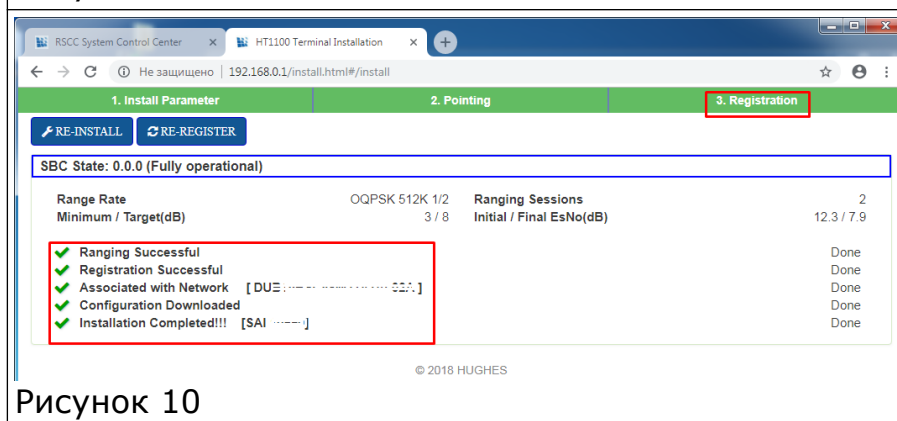 RSCC System Control Center
HT1100 Terminal Installation
Не защищено 192.168.0.1/install.html#/install
1. Install Parameter 2. Pointing 3. Registration
RE-INSTALL RE-REGISTER
SBC State: 0.0.0 (Fully operational)
Range Rate OQPSK 512K 1/2 Ranging Sessions 2
Minimum / Target(dB) 3 / 8 Initial / Final EsNo(dB) 12.3 / 7.9
Ranging Successful Done
Registration Successful Done
Associated with Network [ DUE 02A ] Done
Configuration Downloaded Done
Installation Completed!!! [SAI ] Done
© 2018 HUGHES
Рисунок 10